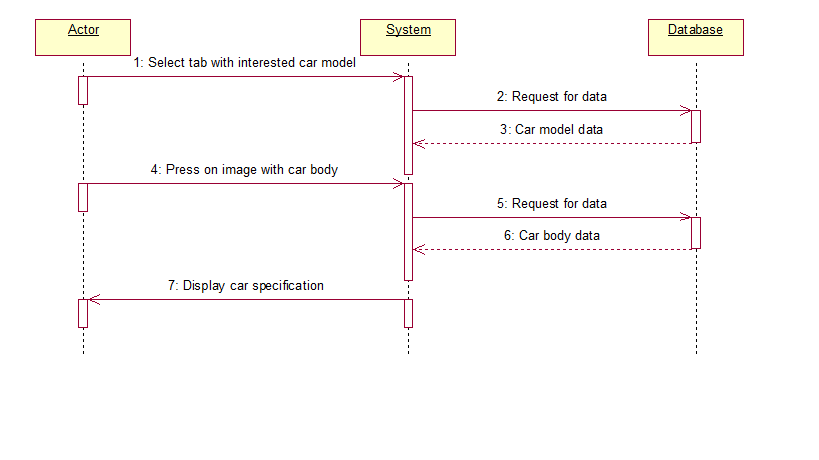 Actor
System
Database
1: Select tab with interested car model
2: Request for data
3: Car model data
4: Press on image with car body
5: Request for data
6: Car body data
7: Display car specification